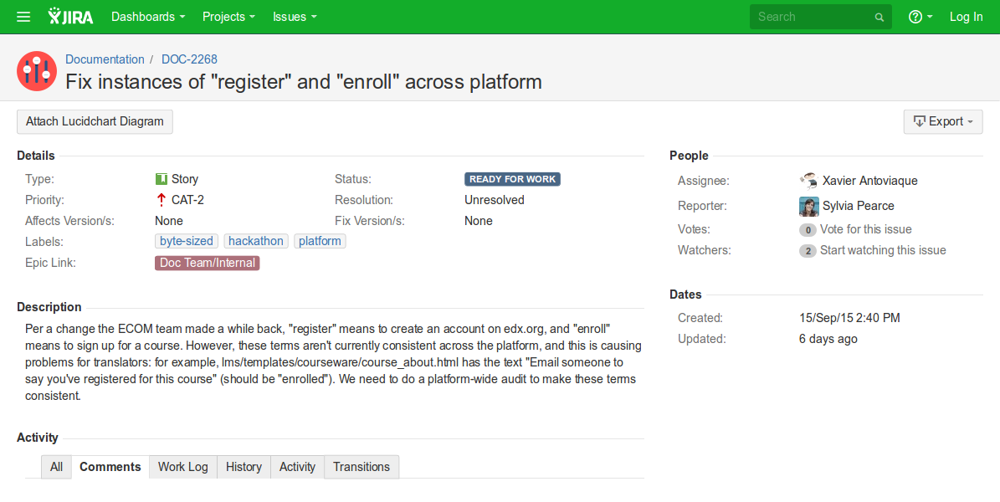 JIRA Dashboards Projects Issues Search Log In
Documentation / DOC-2268
Fix instances of "register" and "enroll" across platform
Attach Lucidchart Diagram Export
Details
Type: Story Status: READY FOR WORK
Priority: CAT-2 Resolution: Unresolved
Affects Version/s: None Fix Version/s: None
Labels: byte-sized hackathon platform
Epic Link: Doc Team/Internal
Description
Per a change the ECOM team made a while back, "register" means to create an account on edx.org, and "enroll"
means to sign up for a course. However, these terms aren't currently consistent across the platform, and this is causing
problems for translators: for example, lms/templates/courseware/course_about.html has the text "Email someone to
say you've registered for this course" (should be "enrolled"). We need to do a platform-wide audit to make these terms
consistent.
Activity
All Comments Work Log History Activity Transitions
People
Assignee: Xavier Antoviaque
Reporter: Sylvia Pearce
Votes: 0 Vote for this issue
Watchers: 2 Start watching this issue
Dates
Created: 15/Sep/15 2:40 PM
Updated: 6 days ago